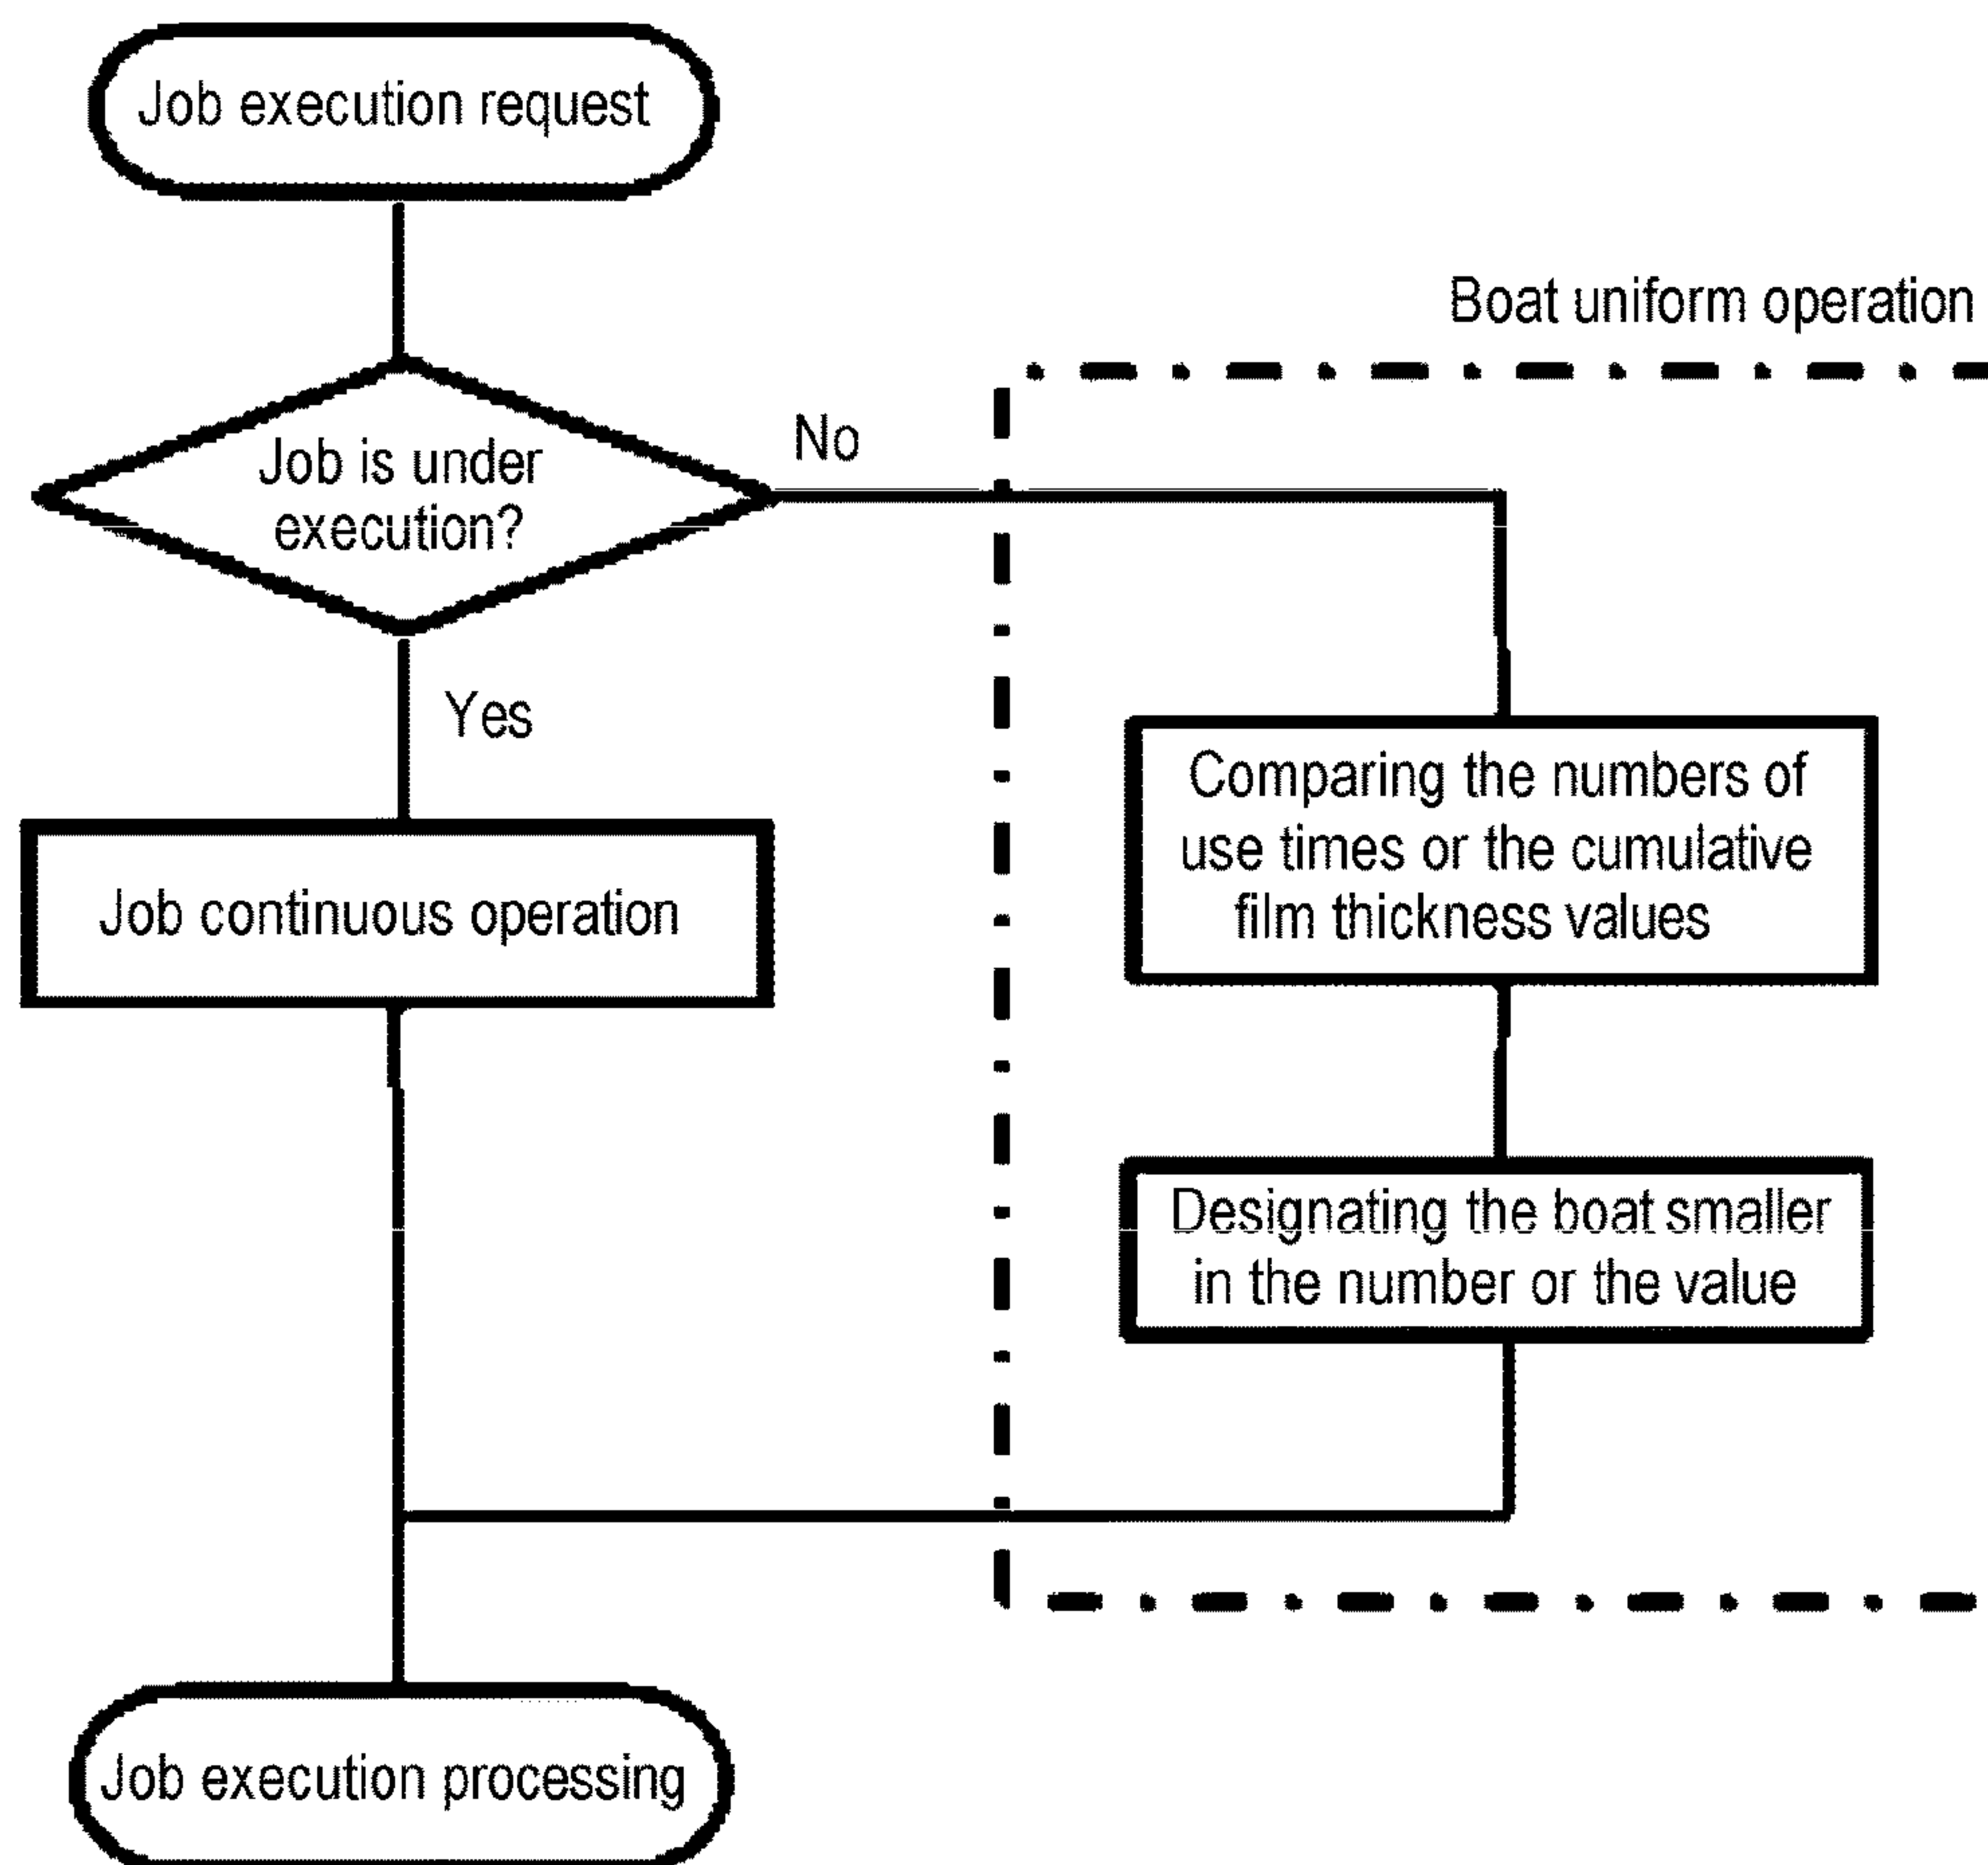 Job execution request
Boat uniform operation
Job is under
execution?
No
Yes
Comparing the numbers of
use times or the cumulative
film thickness values
Job continuous operation
Designating the boat smaller
in the number or the value
Job execution processing